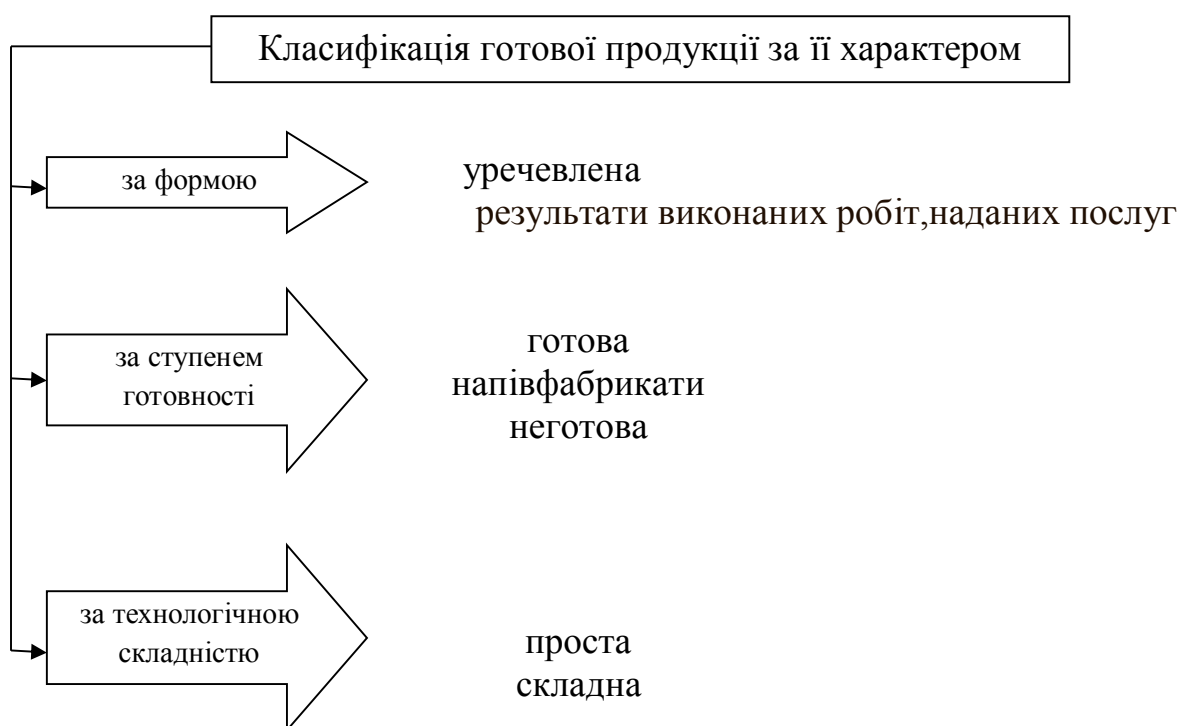 Класифікація готової продукції за її характером
за формою
уречевлена
результати виконаних робіт,наданих послуг
за ступенем
готовності
готова
напівфабрикати
неготова
за технологічною
складністю
проста
складна